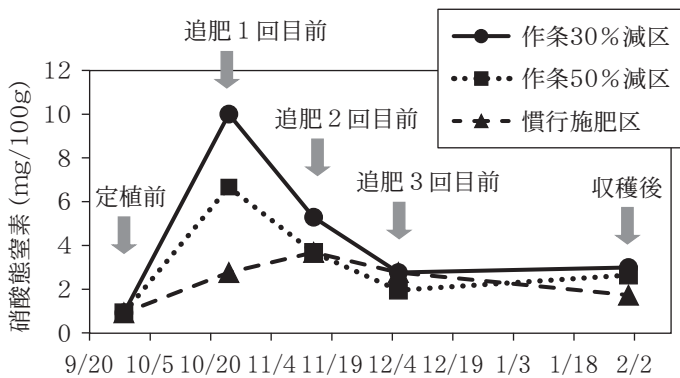 追肥１回目前
作条30％減区
作条50％減区
慣行施肥区
追肥２回目前
定植前
追肥３回目前
収穫後
硝酸態窒素 (mg/100g)
12
10
8
6
4
2
0
9/20 10/5 10/20 11/4 11/19 12/4 12/19 1/3 1/18 2/2